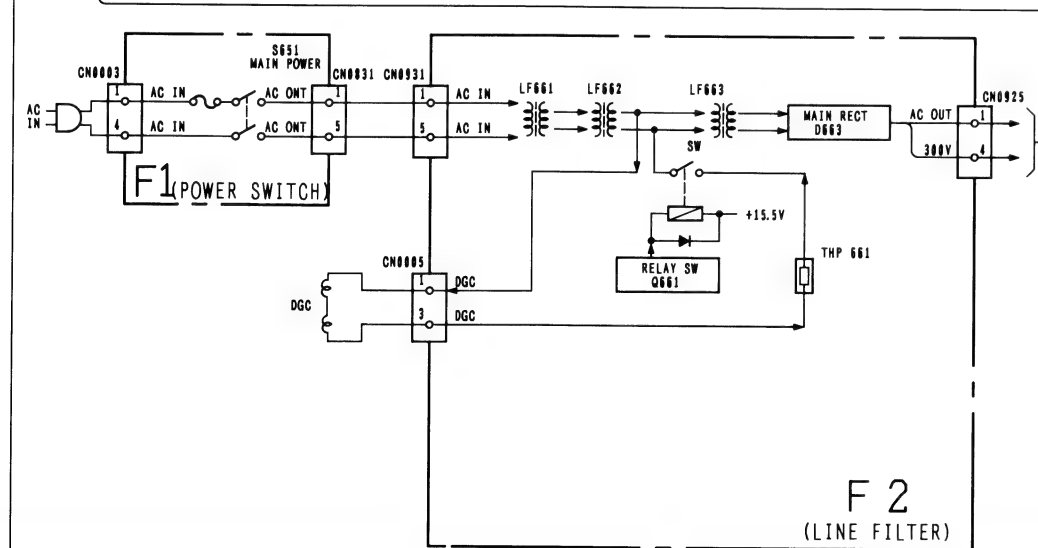 S651
MAIN POWER
CN0003
CN0831
CN0931
1
AC IN
AC ONT
1
1
AC IN
AC
IN
4
AC IN
AC ONT
5
5
AC IN
F1 (POWER SWITCH)
LF661
LF662
LF663
MAIN RECT
D663
AC OUT
CN0925
1
300V
4
SW
+15.5V
RELAY SW
Q661
THP 661
CN0005
1
DGC
DGC
3
DGC
F 2
(LINE FILTER)